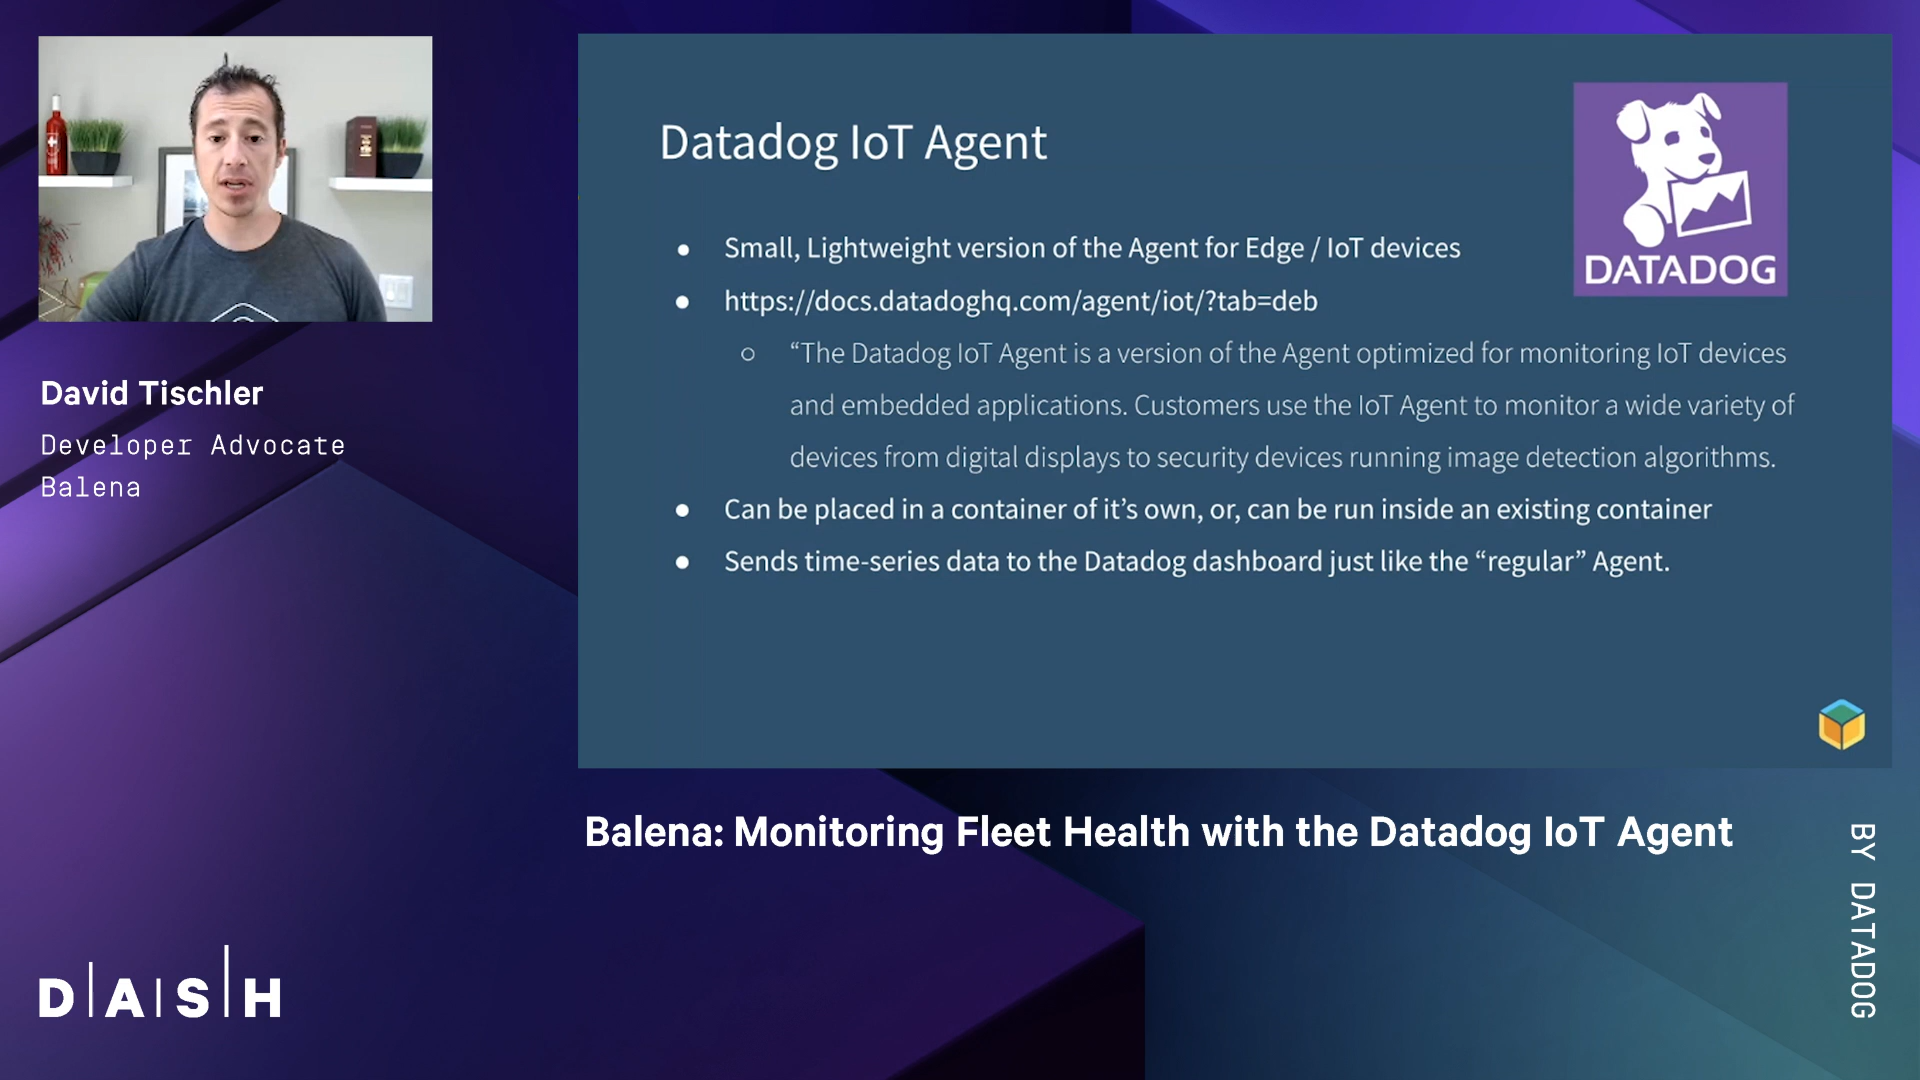 David Tischler
Developer Advocate
Balena
Datadog IoT Agent
DATADOG
● Small, Lightweight version of the Agent for Edge / IoT devices
● https://docs.datadoghq.com/agent/iot/?tab=deb
○ “The Datadog IoT Agent is a version of the Agent optimized for monitoring IoT devices
and embedded applications. Customers use the IoT Agent to monitor a wide variety of
devices from digital displays to security devices running image detection algorithms.
● Can be placed in a container of it’s own, or, can be run inside an existing container
● Sends time-series data to the Datadog dashboard just like the “regular” Agent.
Balena: Monitoring Fleet Health with the Datadog IoT Agent
DASH
BY DATADOG